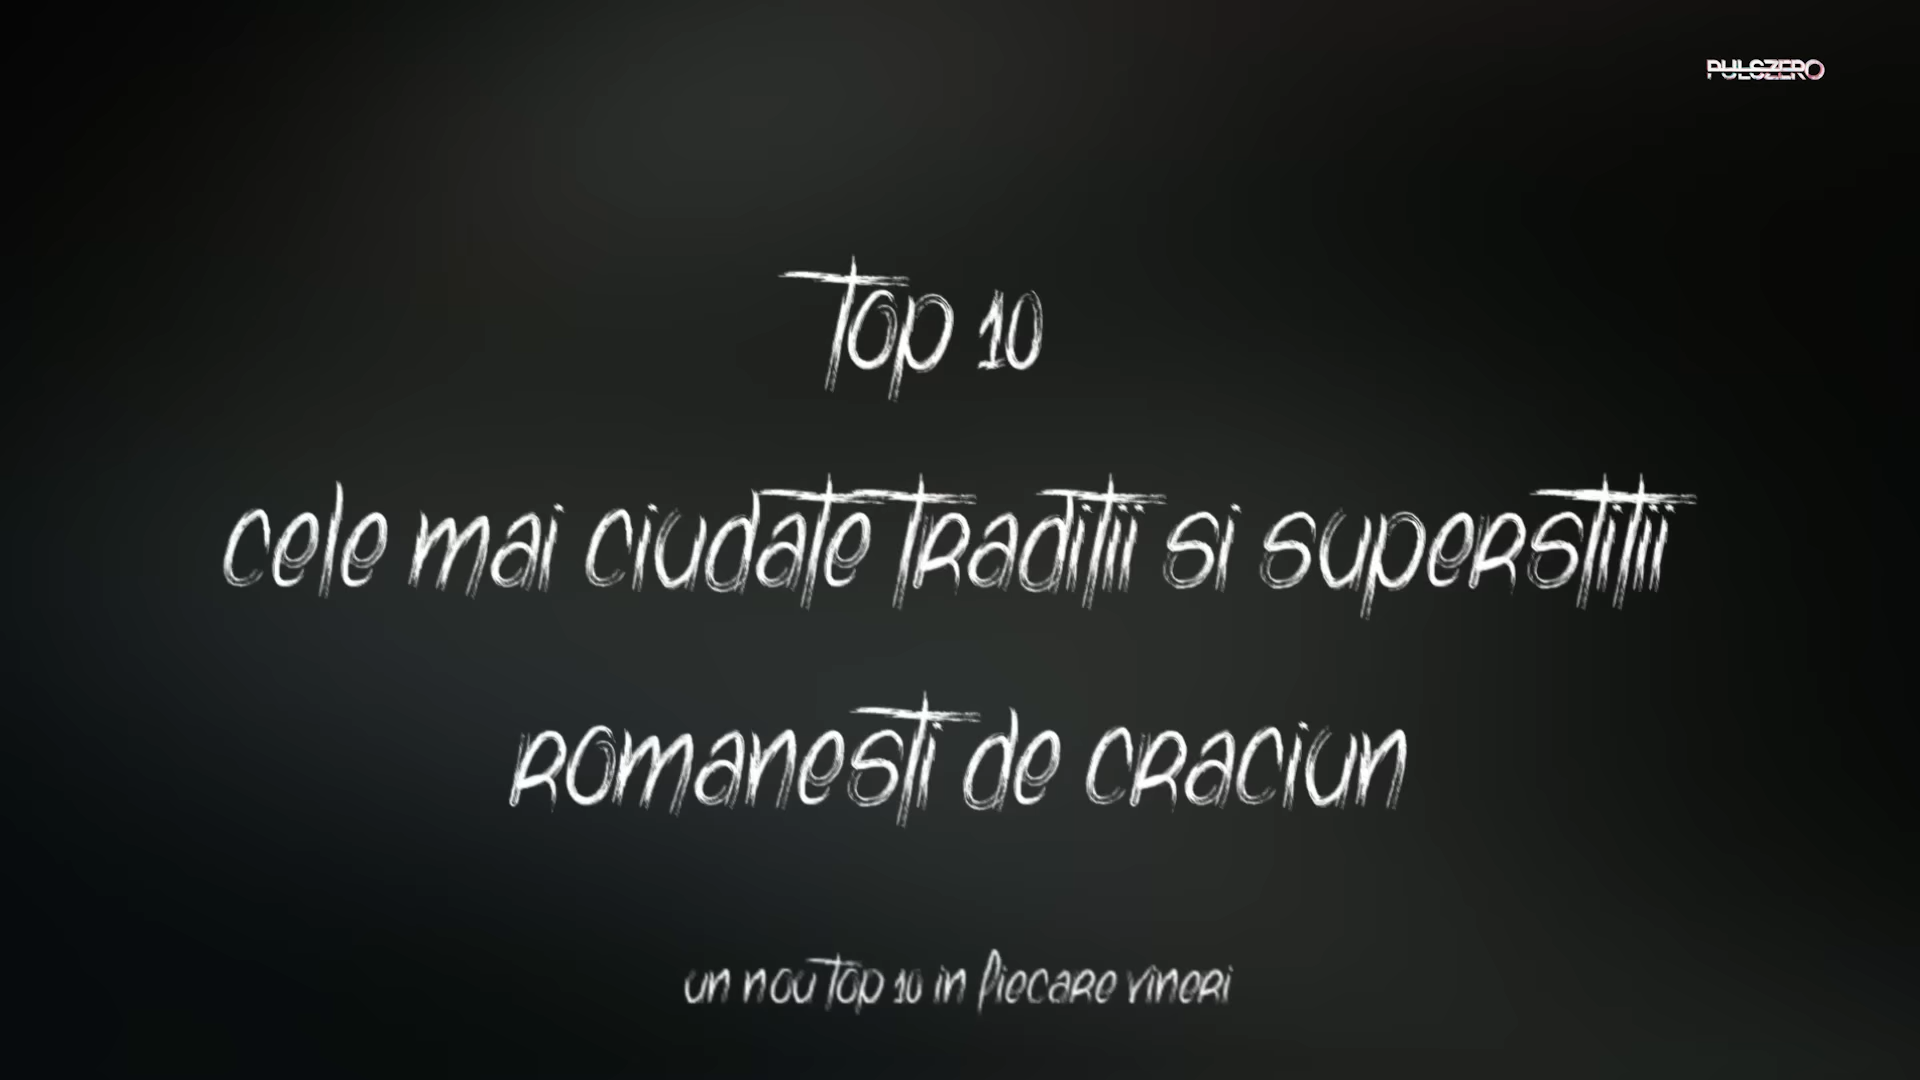 PULSZERO
Top 10
cele mai ciudate traditii si superstitii
romanesti de craciun
un nou Top 10 in fiecare vineri